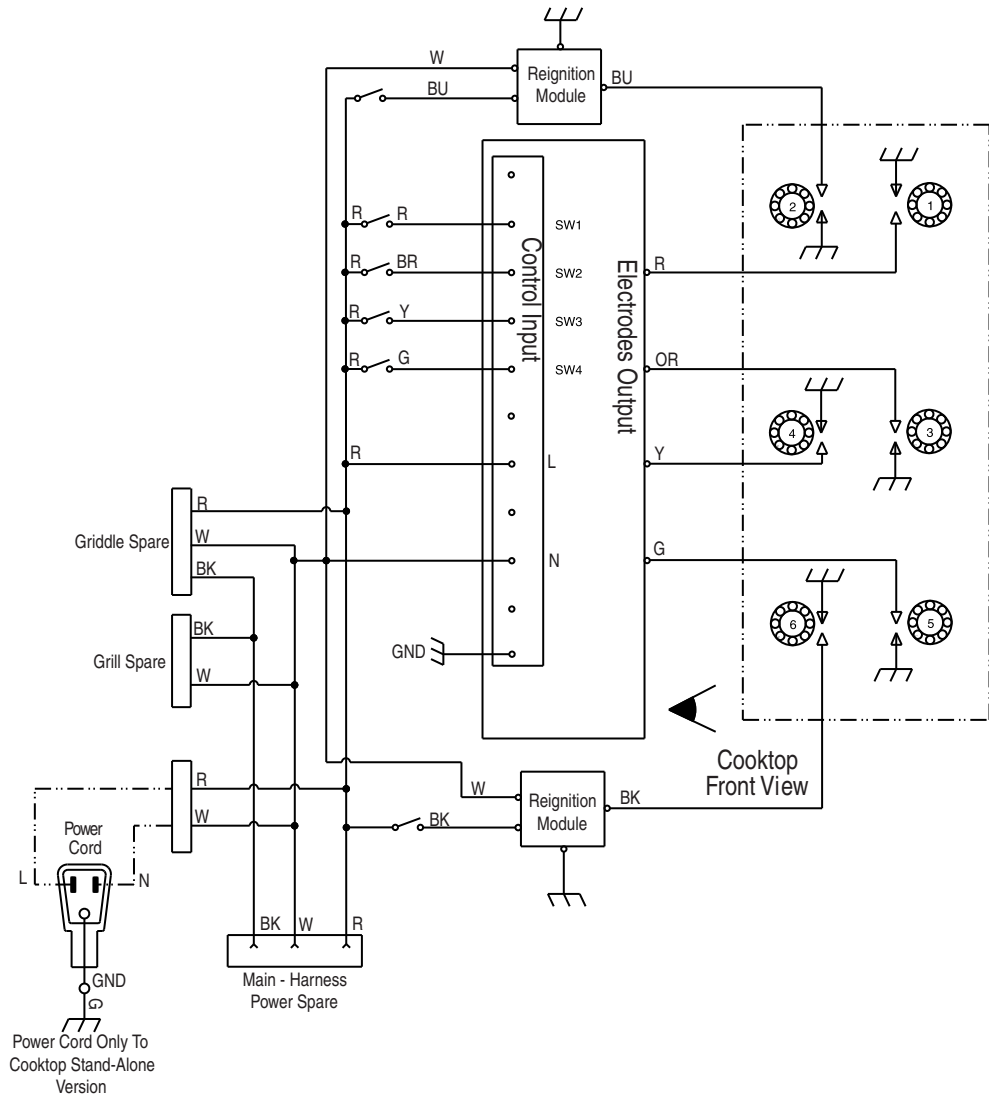 W
Reignition
Module
BU
BU
2
1
R R
SW1
R BR
SW2
R
R Y
SW3
R G
SW4
Control Input
Electrodes Output
OR
4
3
R
L
Y
R
Griddle Spare
W
N
G
BK
6
5
BK
Grill Spare
GND
W
Cooktop
Front View
R
W
Reignition
Module
BK
W
BK
Power
Cord
L
N
BK
W
R
Main - Harness
Power Spare
GND
G
Power Cord Only To
Cooktop Stand-Alone
Version